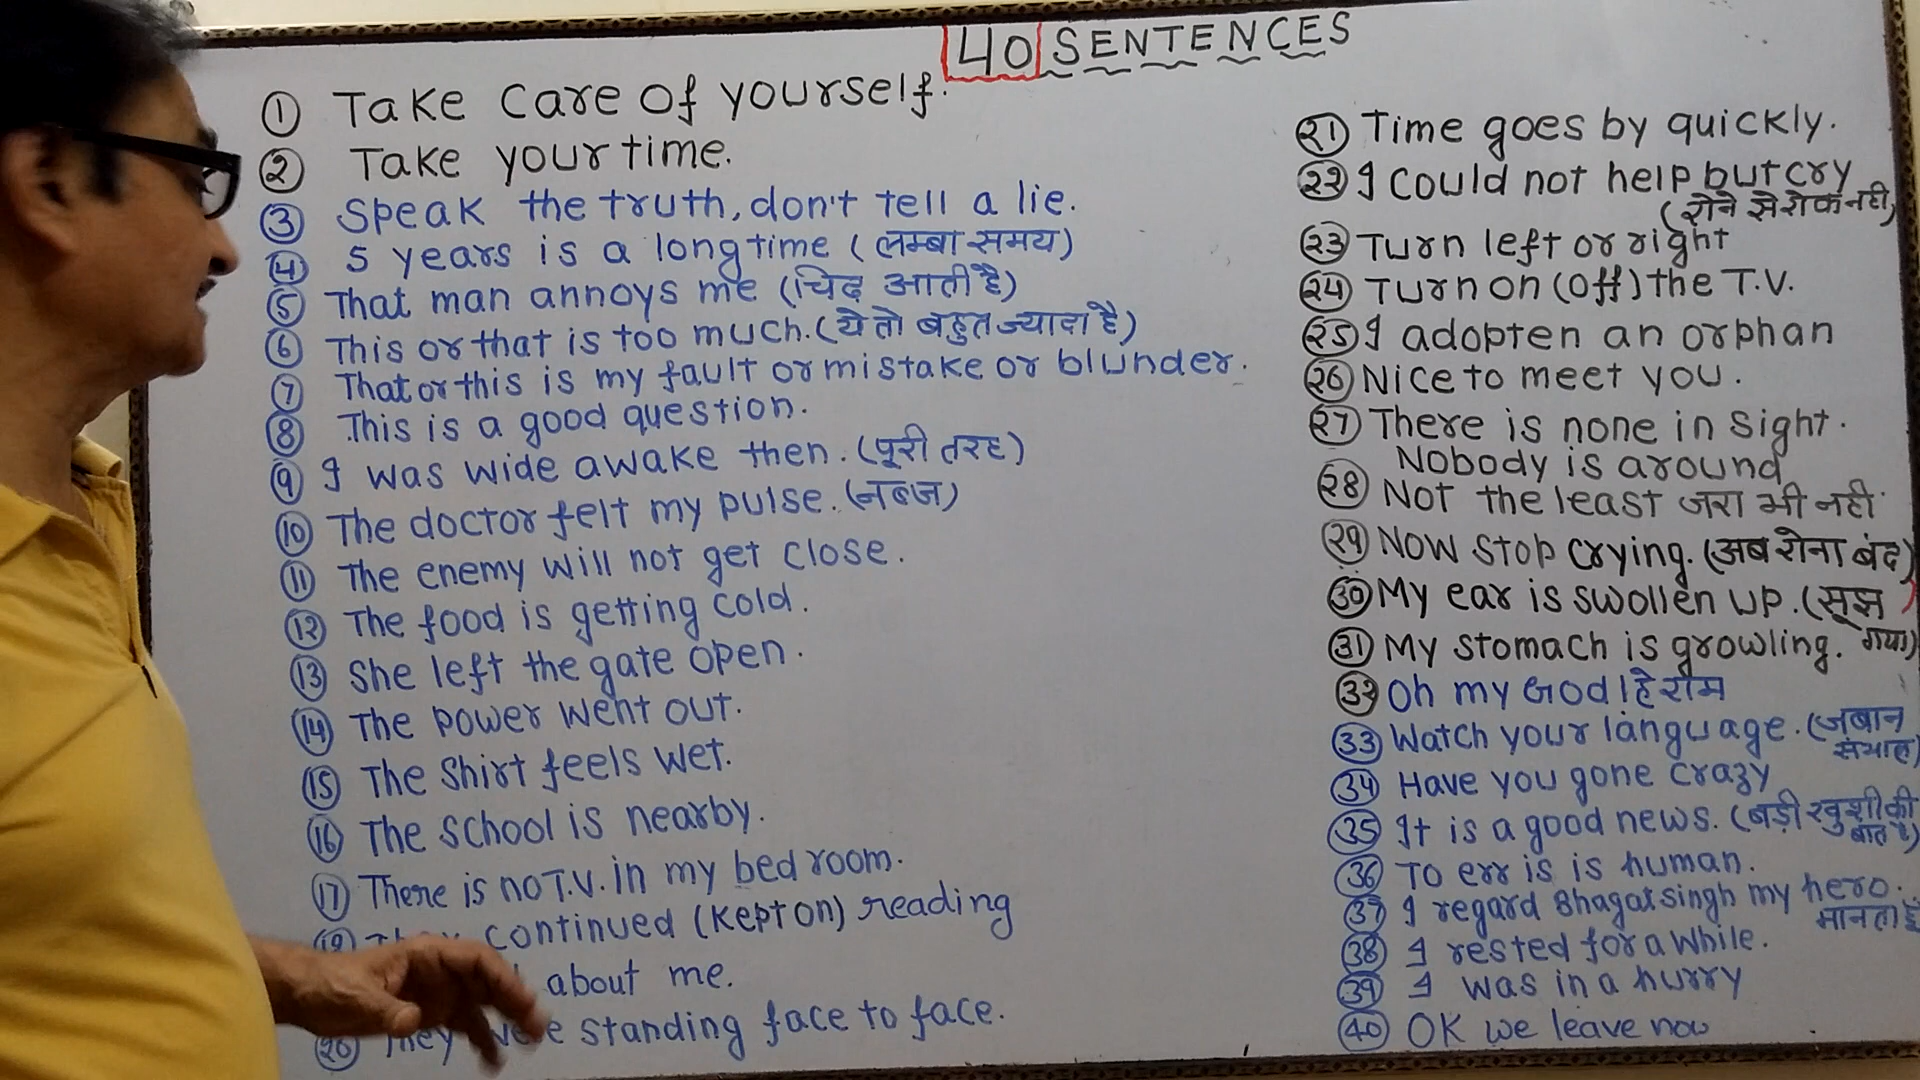 40 SENTENCES
① Take care of yourself.
② Take your time.
③ Speak the truth, don't tell a lie.
④ 5 years is a long time (लम्बा समय)
⑤ That man annoys me (चिढ आती है)
⑥ This or that is too much. (ये तो बहुत ज्यादा है)
⑦ That or this is my fault or mistake or blunder.
⑧ This is a good question.
⑨ I was wide awake then. (पूरी तरह)
⑩ The doctor felt my pulse. (नब्ज)
⑪ The enemy will not get close.
⑫ The food is getting cold.
⑬ She left the gate open.
⑭ The power went out.
⑮ The shirt feels wet.
⑯ The school is nearby.
⑰ There is no T.V. in my bed room.
continued (kept on) reading
about me.
⑳ They were standing face to face.
㉑ Time goes by quickly.
㉒ I could not help but cry
(रोने से रोक नही)
㉓ Turn left or right
㉔ Turn on (off) the T.V.
㉕ I adopten an orphan
㉖ Nice to meet you.
㉗ There is none in sight.
Nobody is around
㉘ Not the least जरा भी नही
㉙ Now stop crying. (अब रोना बंद)
㉚ My ear is swollen up. (सूझ
गया)
㉛ My stomach is growling.
㉜ Oh my God ! हे राम
㉝ Watch your language. (जबान
संभाल)
㉞ Have you gone crazy
㉟ It is a good news. (बड़ी खुशी की
बात है)
㊱ To err is is human.
㊲ I regard Bhagat singh my hero.
मानता हूँ
㊳ I rested for a while.
㊴ I was in a hurry
㊵ OK we leave now